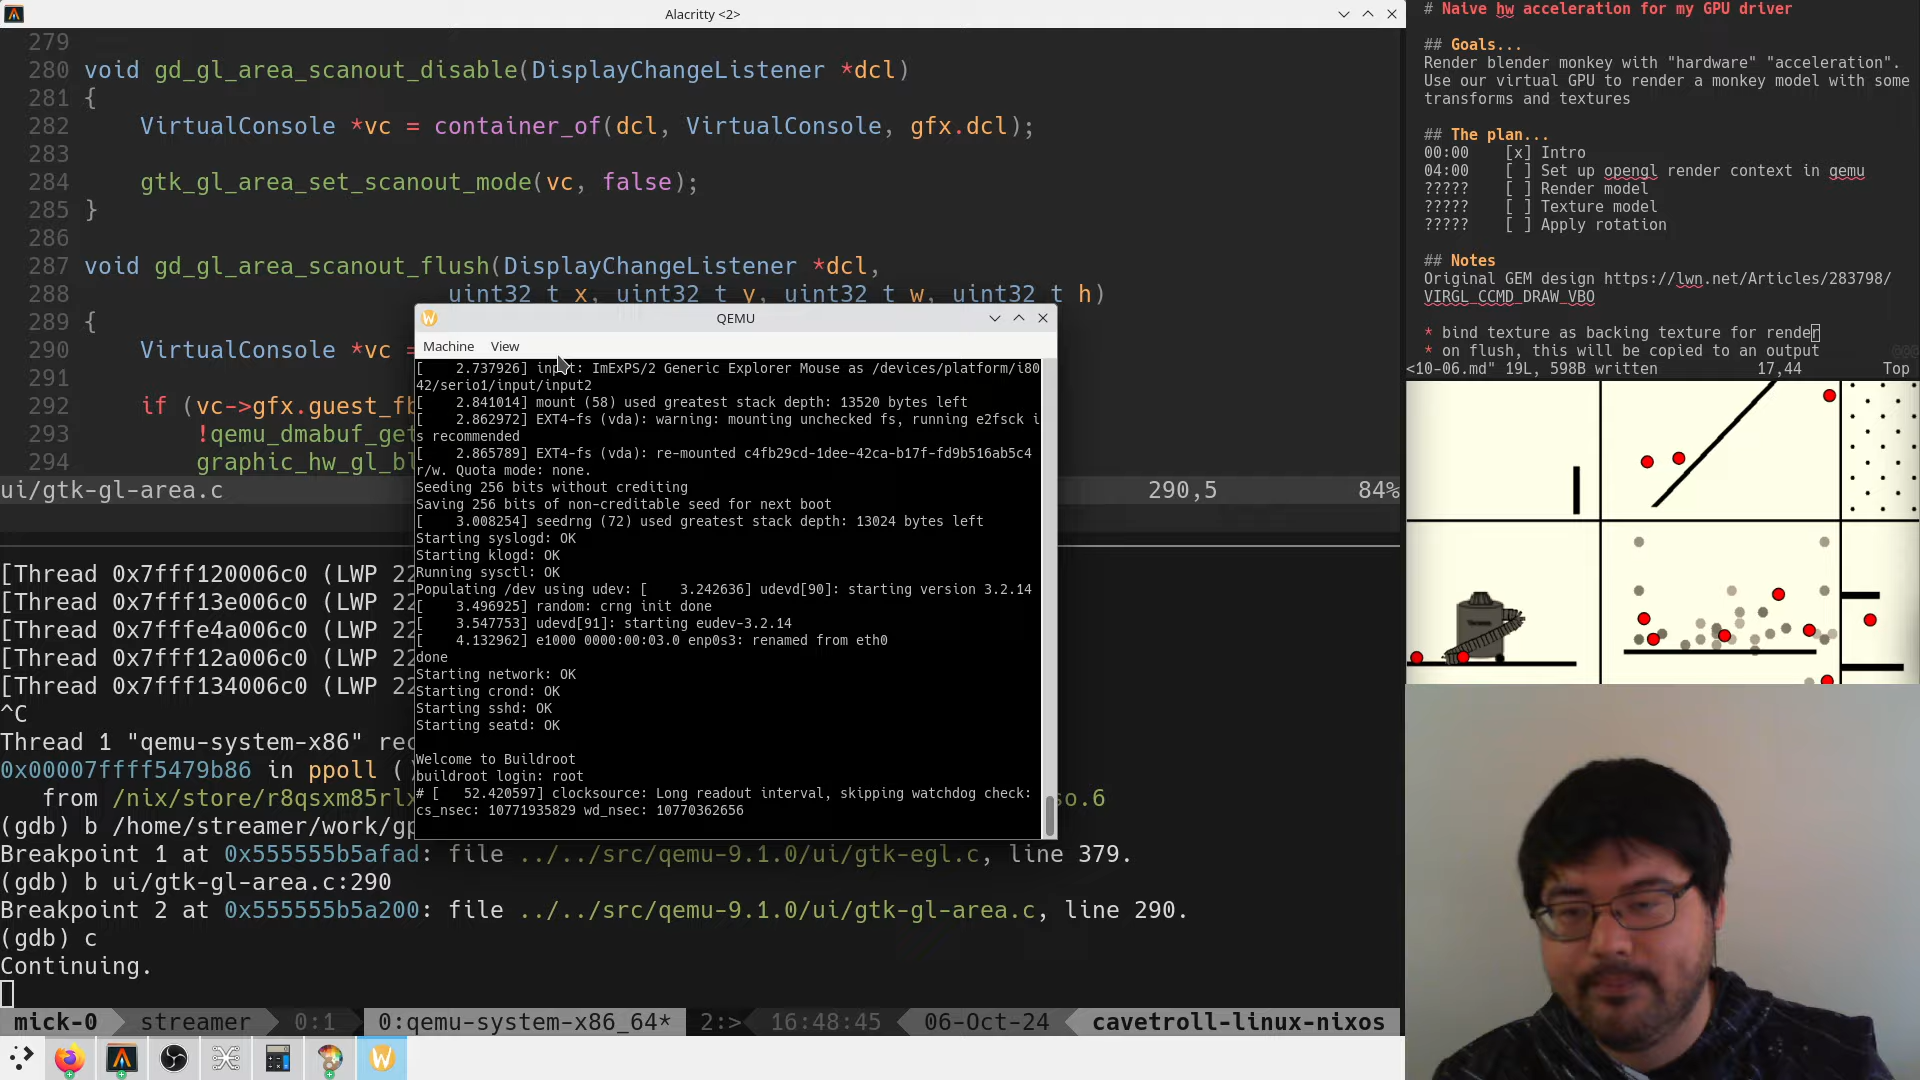 Alacritty <2>
279
280 void gd_gl_area_scanout_disable(DisplayChangeListener *dcl)
281 {
282     VirtualConsole *vc = container_of(dcl, VirtualConsole, gfx.dcl);
283
284     gtk_gl_area_set_scanout_mode(vc, false);
285 }
286
287 void gd_gl_area_scanout_flush(DisplayChangeListener *dcl,
288                           uint32_t x, uint32_t y, uint32_t w, uint32_t h)
289 {
290     VirtualConsole *vc =
291
292     if (vc->gfx.guest_fb
293         !qemu_dmabuf_get
294         graphic_hw_gl_bl
ui/gtk-gl-area.c 290,5 84%
QEMU
Machine View
[    2.737926] input: ImExPS/2 Generic Explorer Mouse as /devices/platform/i80
42/serio1/input/input2
[    2.841014] mount (58) used greatest stack depth: 13520 bytes left
[    2.862972] EXT4-fs (vda): warning: mounting unchecked fs, running e2fsck i
s recommended
[    2.865789] EXT4-fs (vda): re-mounted c4fb29cd-1dee-42ca-b17f-fd9b516ab5c4
r/w. Quota mode: none.
Seeding 256 bits without crediting
Saving 256 bits of non-creditable seed for next boot
[    3.008254] seedrng (72) used greatest stack depth: 13024 bytes left
Starting syslogd: OK
Starting klogd: OK
Running sysctl: OK
Populating /dev using udev: [    3.242636] udevd[90]: starting version 3.2.14
[    3.496925] random: crng init done
[    3.547753] udevd[91]: starting eudev-3.2.14
[    4.132962] e1000 0000:00:03.0 enp0s3: renamed from eth0
done
Starting network: OK
Starting crond: OK
Starting sshd: OK
Starting seatd: OK
Welcome to Buildroot
buildroot login: root
# [   52.420597] clocksource: Long readout interval, skipping watchdog check:
cs_nsec: 10771935829 wd_nsec: 10770362656
[Thread 0x7fff120006c0 (LWP 22
[Thread 0x7fff13e006c0 (LWP 22
[Thread 0x7fffe4a006c0 (LWP 22
[Thread 0x7fff12a006c0 (LWP 22
[Thread 0x7fff134006c0 (LWP 22
^C
Thread 1 "qemu-system-x86" rec
0x00007ffff5479b86 in ppoll ()
from /nix/store/r8qsxm85rlx so.6
(gdb) b /home/streamer/work/gp
Breakpoint 1 at 0x555555b5afad: file ../../src/qemu-9.1.0/ui/gtk-egl.c, line 379.
(gdb) b ui/gtk-gl-area.c:290
Breakpoint 2 at 0x555555b5a200: file ../../src/qemu-9.1.0/ui/gtk-gl-area.c, line 290.
(gdb) c
Continuing.
mick-0 streamer 0:1 0:qemu-system-x86_64* 2:> 16:48:45 06-Oct-24 cavetroll-linux-nixos
# Naive hw acceleration for my GPU driver
## Goals...
Render blender monkey with "hardware" "acceleration".
Use our virtual GPU to render a monkey model with some
transforms and textures
## The plan...
00:00    [x] Intro
04:00    [ ] Set up opengl render context in qemu
?????    [ ] Render model
?????    [ ] Texture model
?????    [ ] Apply rotation
## Notes
Original GEM design https://lwn.net/Articles/283798/
VIRGL_CCMD_DRAW_VBO
* bind texture as backing texture for render
* on flush, this will be copied to an output
<10-06.md" 19L, 598B written 17,44 Top